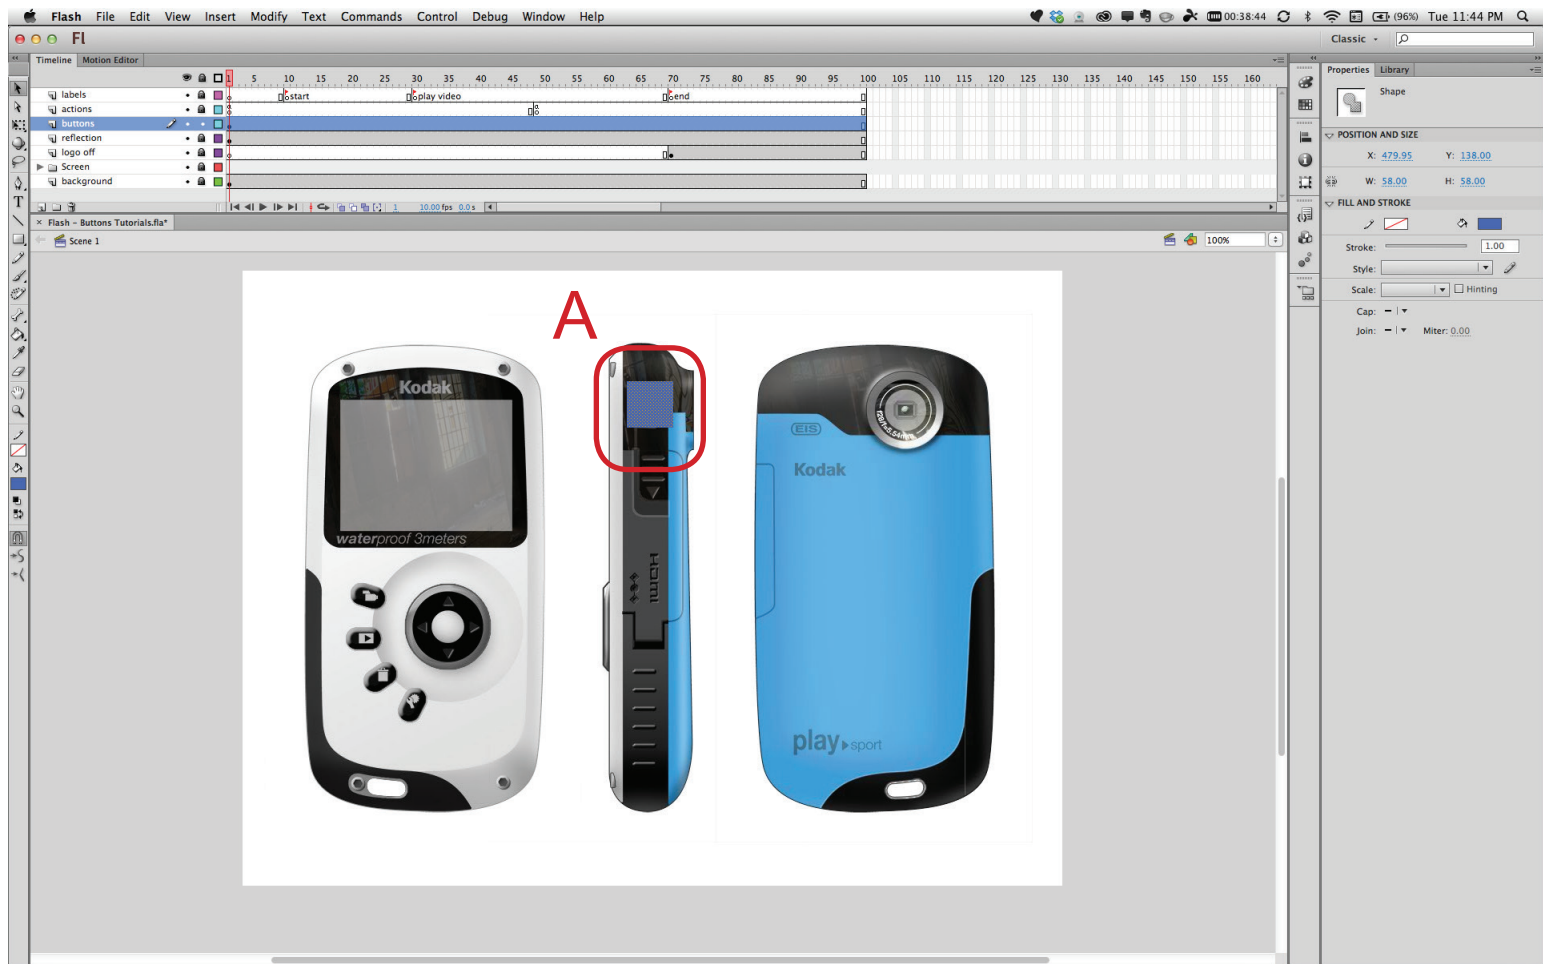 Flash File Edit View Insert Modify Text Commands Control Debug Window Help 00:38:44 (96%) Tue 11:44 PM
Fl Classic
Timeline Motion Editor
1 5 10 15 20 25 30 35 40 45 50 55 60 65 70 75 80 85 90 95 100 105 110 115 120 125 130 135 140 145 150 155 160
labels start play video end
actions
buttons
reflection
logo off
Screen
background
1 10.00 fps 0.0 s
× Flash - Buttons Tutorials.fla*
Scene 1 100%
Properties Library
Shape
POSITION AND SIZE
X: 479.95 Y: 138.00
W: 58.00 H: 58.00
FILL AND STROKE
Stroke: 1.00
Style:
Scale: Hinting
Cap:
Join: Miter: 0.00
T
A
Kodak
waterproof 3meters
HDMI
EIS
Kodak
play sport